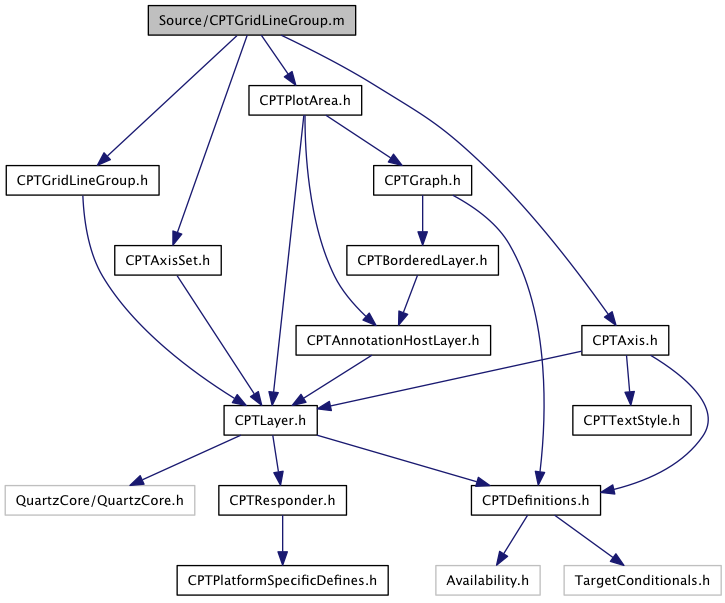 Source/CPTGridLineGroup.m
CPTPlotArea.h
CPTGridLineGroup.h
CPTGraph.h
CPTAxisSet.h
CPTBorderedLayer.h
CPTAnnotationHostLayer.h
CPTAxis.h
CPTLayer.h
CPTTextStyle.h
QuartzCore/QuartzCore.h
CPTResponder.h
CPTDefinitions.h
CPTPlatformSpecificDefines.h
Availability.h
TargetConditionals.h